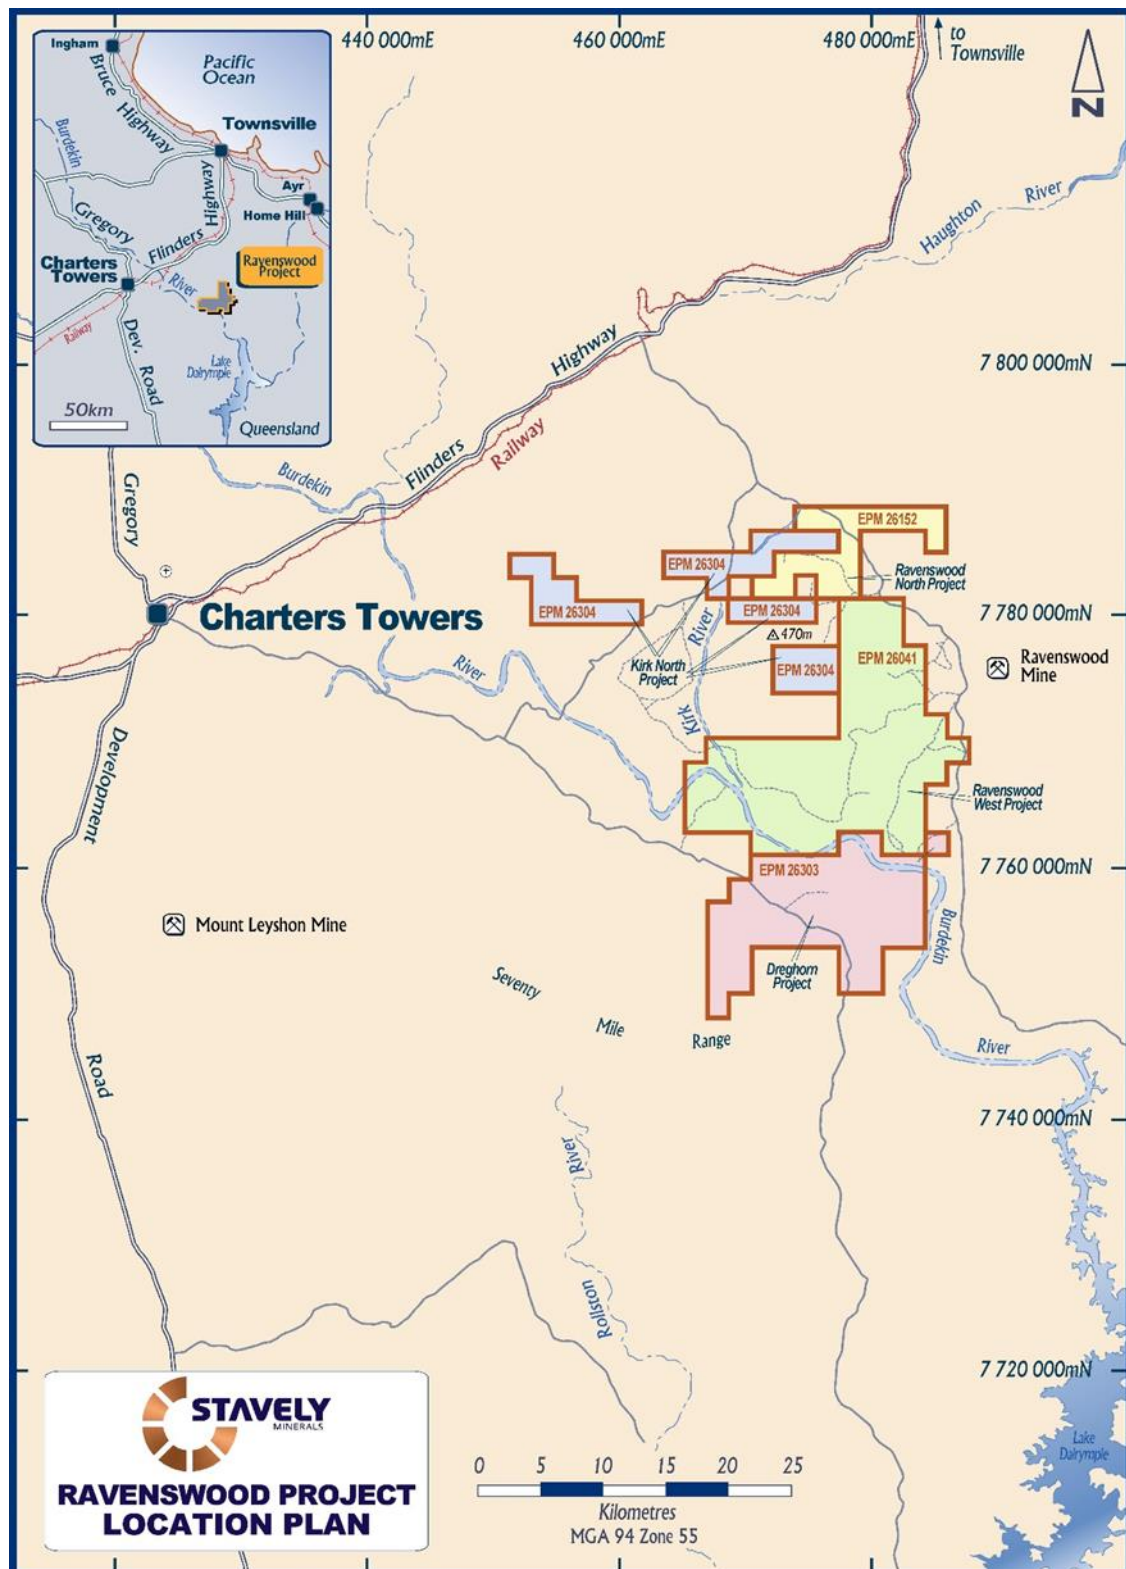 440 000mE
460 000mE
480 000mE
to
Townsville
N
Ingham
Bruce
Highway
Pacific
Ocean
Townsville
Burdekin
Highway
Ayr
Home Hill
Gregory
Flinders
Charters
Towers
River
Ravenswood
Project
Railway
Dev.
Road
Lake
Dalrymple
50km
Queensland
Haughton
River
Highway
7 800 000mN
Flinders
Railway
Burdekin
Gregory
EPM 26152
EPM 26304
Ravenswood
North Project
EPM 26304
EPM 26304
7 780 000mN
Charters Towers
River
470m
Kirk North
Project
EPM 26304
EPM 26041
Ravenswood
Mine
River
Kirk
Development
Ravenswood
West Project
EPM 26303
7 760 000mN
Mount Leyshon Mine
Burdekin
Dreghorn
Project
Seventy
Mile
Range
River
Road
7 740 000mN
River
Rollston
7 720 000mN
Lake
Dalrymple
STAVELY
MINERALS
RAVENSWOOD PROJECT
LOCATION PLAN
0 5 10 15 20 25
Kilometres
MGA 94 Zone 55